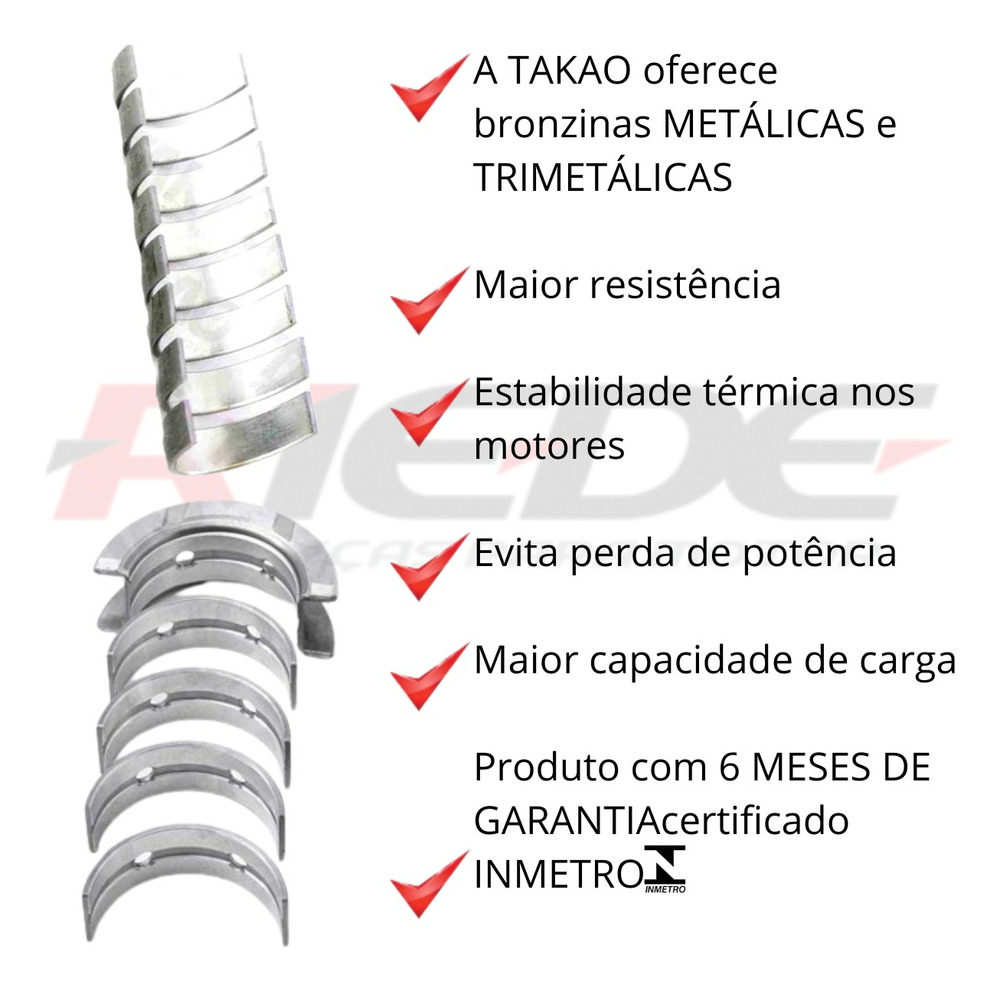 A TAKAO oferece
bronzinas METÁLICAS e
TRIMETÁLICAS
Maior resistência
Estabilidade térmica nos
motores
RIEDE
Evita perda de potência
Maior capacidade de carga
Produto com 6 MESES DE
GARANTIAcertificado
INMETRO
INMETRO